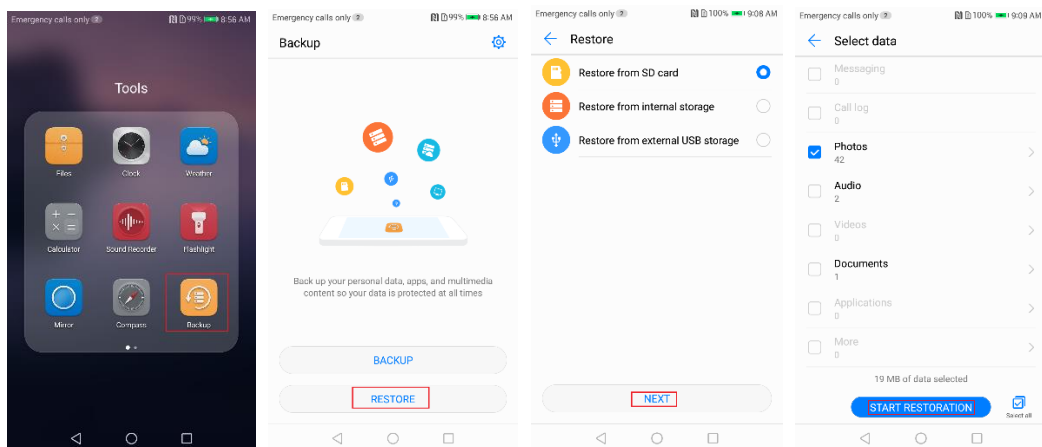 Emergency calls only 2 99% 8:56 AM
Tools
Files
Clock
Weather
Calculator
Sound Recorder
Flashlight
Mirror
Compass
Backup
Emergency calls only 2 99% 8:56 AM
Backup
Back up your personal data, apps, and multimedia
content so your data is protected at all times
BACKUP
RESTORE
Emergency calls only 2 100% 9:08 AM
Restore
Restore from SD card
Restore from internal storage
Restore from external USB storage
NEXT
Emergency calls only 2 100% 9:09 AM
Select data
Messaging
0
Call log
0
Photos
42
Audio
2
Videos
0
Documents
1
Applications
0
More
0
19 MB of data selected
START RESTORATION
Select all